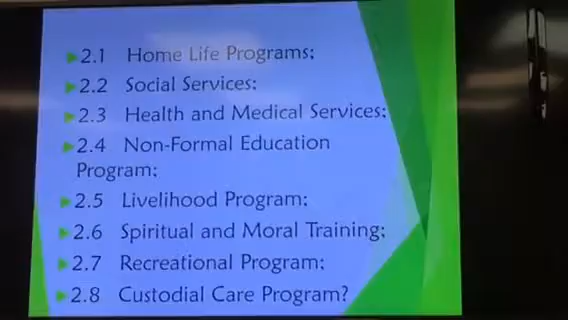 2.1 Home Life Programs;
2.2 Social Services;
2.3 Health and Medical Services;
2.4 Non-Formal Education
Program;
2.5 Livelihood Program;
2.6 Spiritual and Moral Training;
2.7 Recreational Program;
2.8 Custodial Care Program?